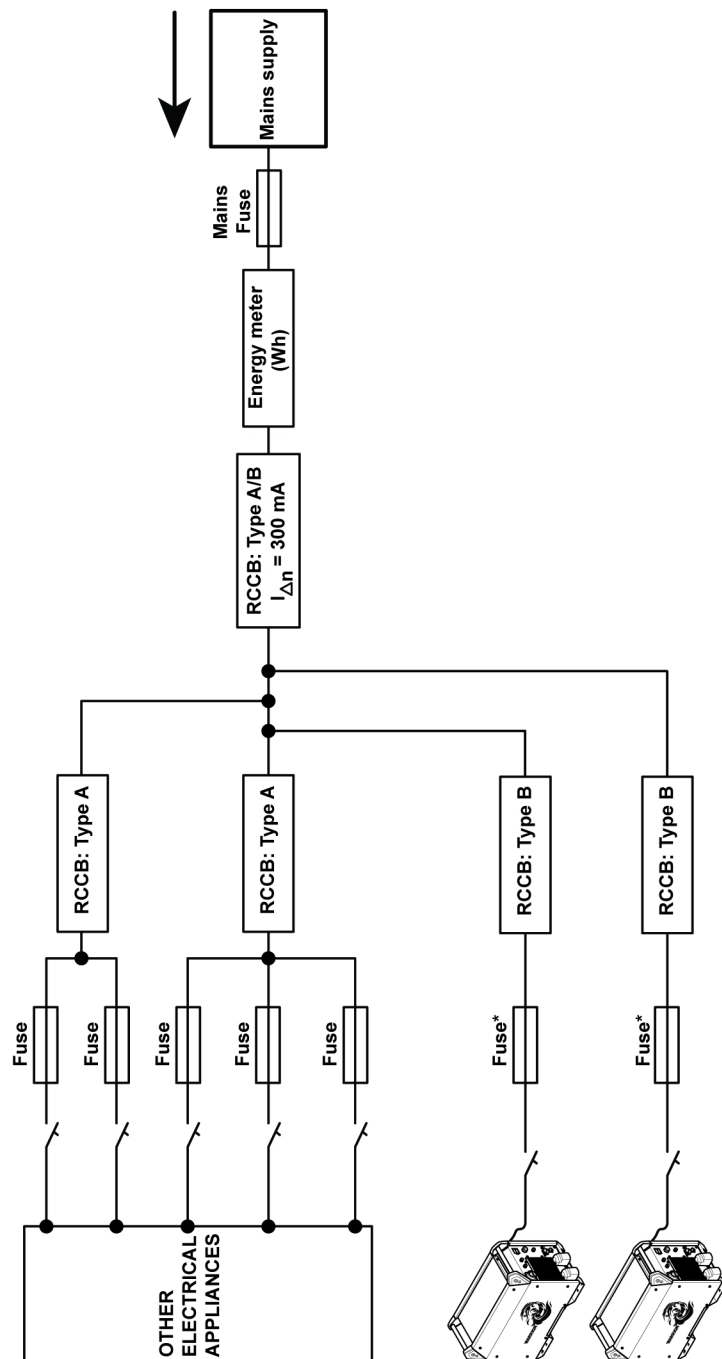 Mains supply
Mains
Fuse
Energy meter
(Wh)
RCCB: Type A/B
I∆n = 300 mA
RCCB: Type A
RCCB: Type A
RCCB: Type B
RCCB: Type B
Fuse
Fuse
Fuse
Fuse
Fuse
Fuse*
Fuse*
OTHER
ELECTRICAL
APPLIANCES